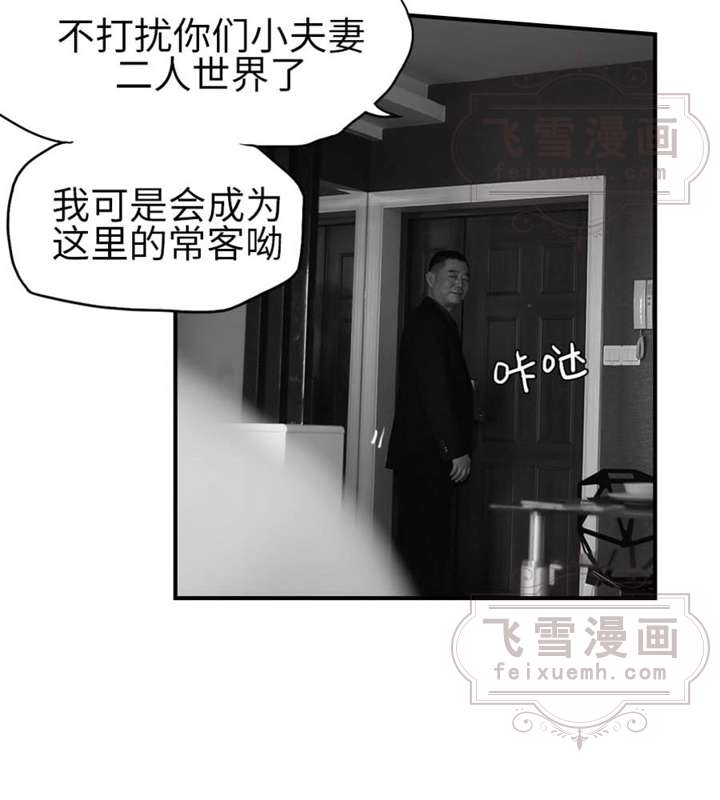 不打扰你们小夫妻
二人世界了
飞雪漫画
feixuemh.com
我可是会成为
这里的常客呦
咔哒
飞雪漫画
feixuemh.com